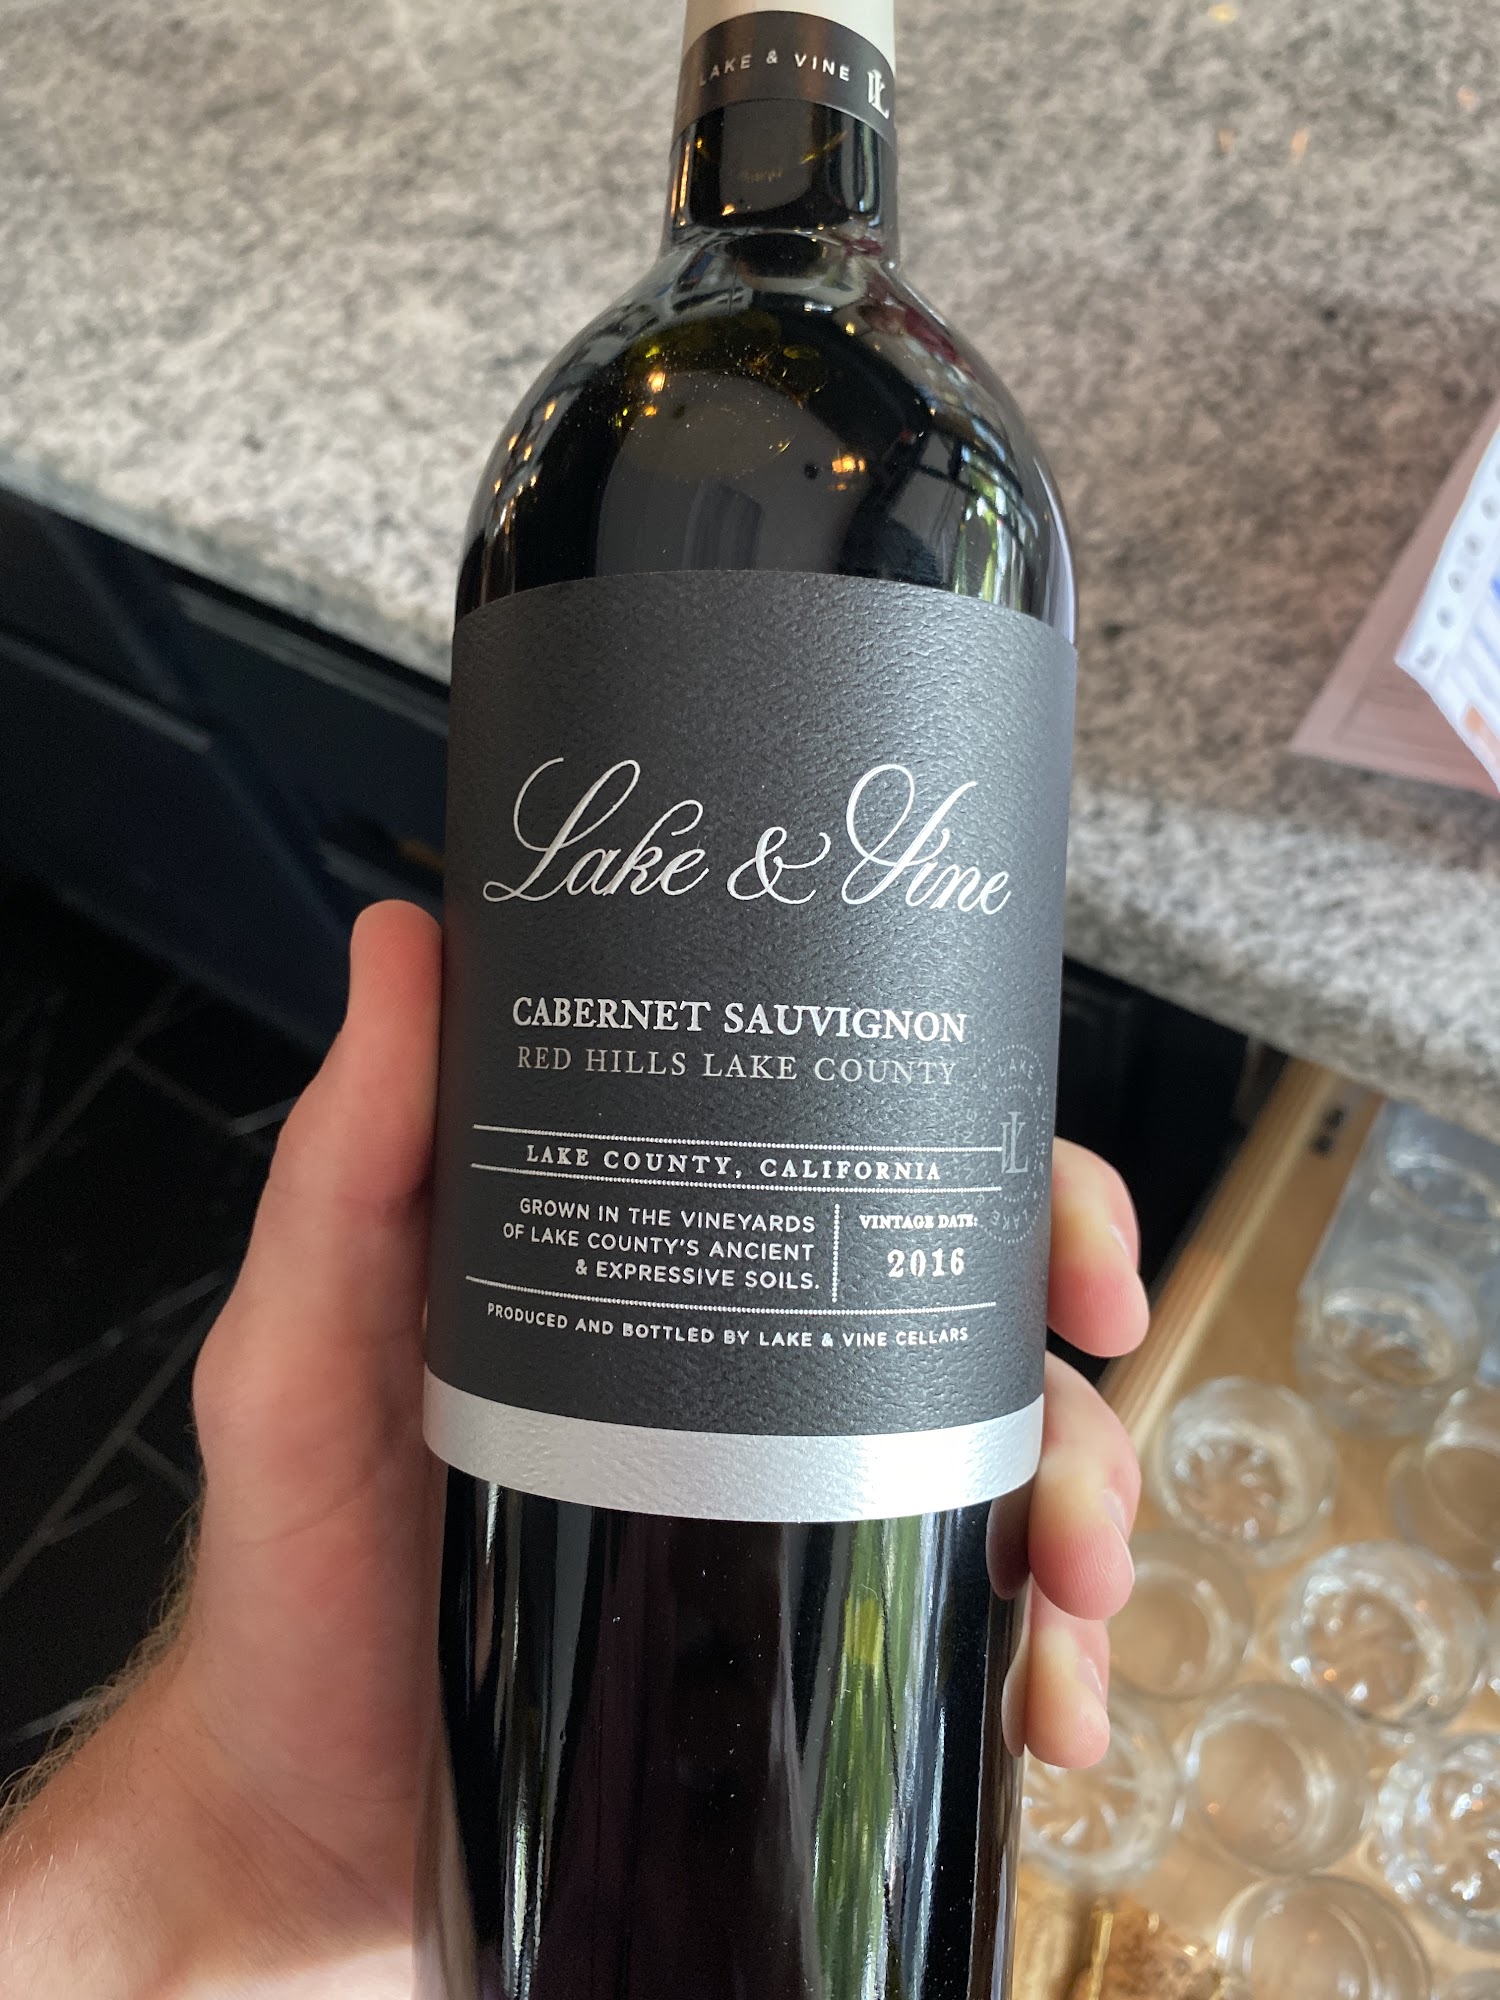 LAKE & VINE
Lake & Vine
CABERNET SAUVIGNON
RED HILLS LAKE COUNTY
LAKE COUNTY, CALIFORNIA
GROWN IN THE VINEYARDS
OF LAKE COUNTY'S ANCIENT
& EXPRESSIVE SOILS.
VINTAGE DATE:
2016
PRODUCED AND BOTTLED BY LAKE & VINE CELLARS